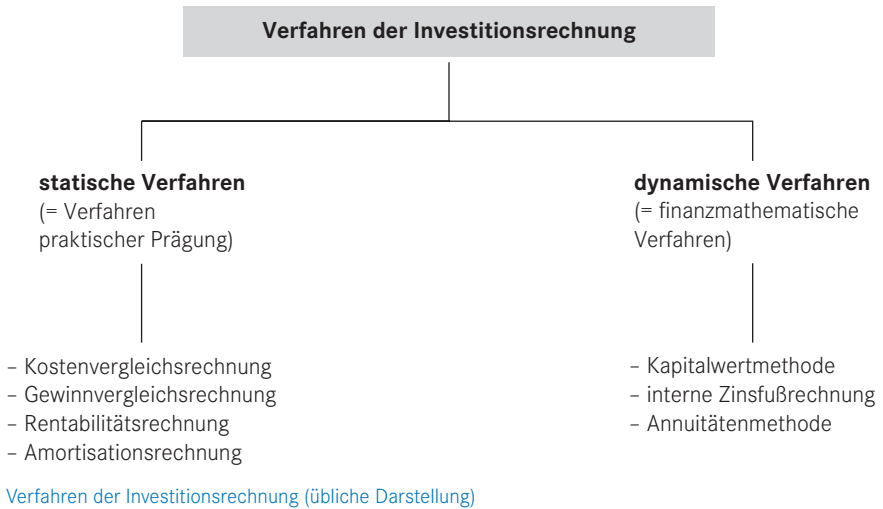 Verfahren der Investitionsrechnung
statische Verfahren
(= Verfahren
praktischer Prägung)
– Kostenvergleichsrechnung
– Gewinnvergleichsrechnung
– Rentabilitätsrechnung
– Amortisationsrechnung
dynamische Verfahren
(= finanzmathematische
Verfahren)
– Kapitalwertmethode
– interne Zinsfußrechnung
– Annuitätenmethode
Verfahren der Investitionsrechnung (übliche Darstellung)